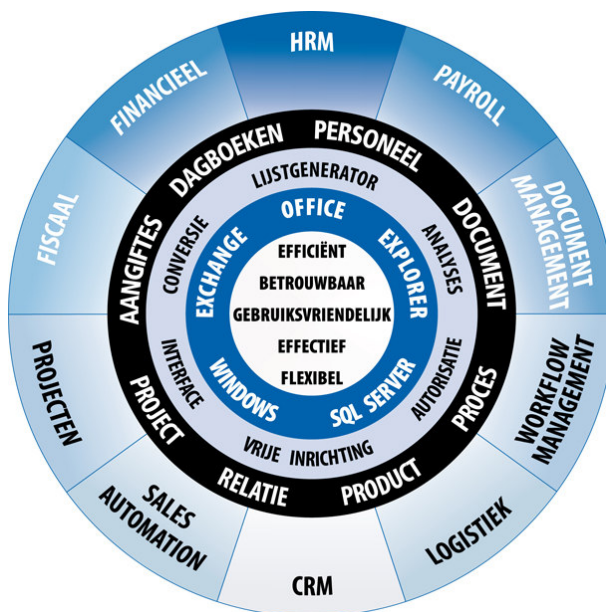 HRM
PAYROLL
DOCUMENT
MANAGEMENT
WORKFLOW
MANAGEMENT
LOGISTIEK
CRM
SALES
AUTOMATION
PROJECTEN
FISCAAL
FINANCIEEL
DAGBOEKEN
PERSONEEL
DOCUMENT
PROCES
PRODUCT
RELATIE
PROJECT
AANGIFTES
LIJSTGENERATOR
ANALYSES
AUTORISATIE
VRIJE INRICHTING
INTERFACE
CONVERSIE
OFFICE
EXPLORER
SQL SERVER
WINDOWS
EXCHANGE
EFFICIËNT
BETROUWBAAR
GEBRUIKSVRIENDELIJK
EFFECTIEF
FLEXIBEL